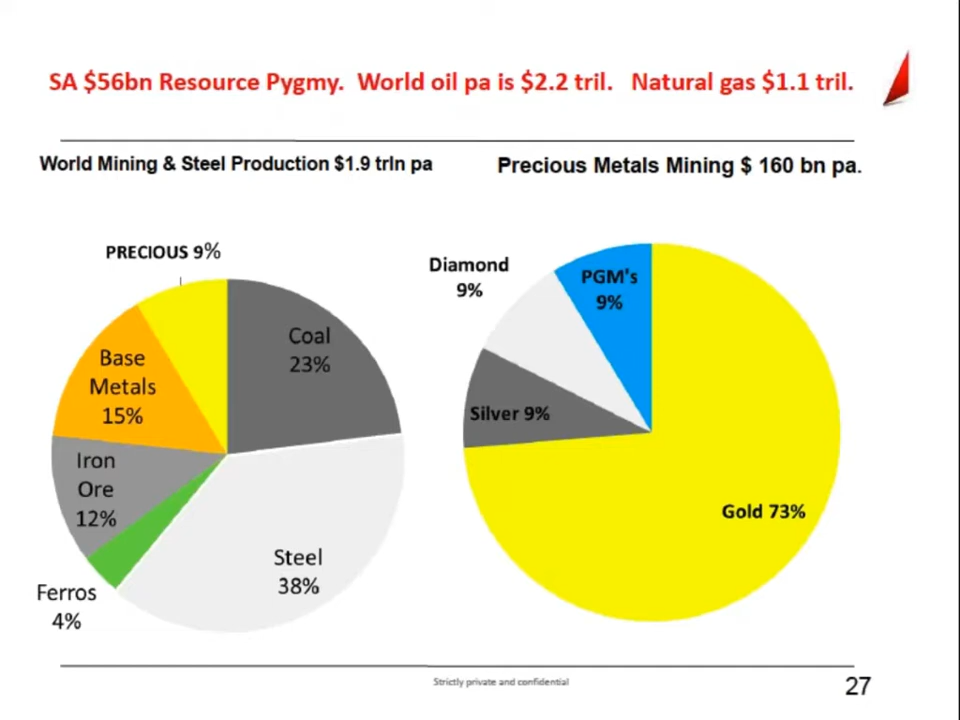 SA $56bn Resource Pygmy.  World oil pa is $2.2 tril.   Natural gas $1.1 tril.
World Mining & Steel Production $1.9 trln pa
Precious Metals Mining $ 160 bn pa.
PRECIOUS 9%
Coal
23%
Base
Metals
15%
Iron
Ore
12%
Steel
38%
Ferros
4%
Diamond
9%
PGM's
9%
Silver 9%
Gold 73%
Strictly private and confidential
27